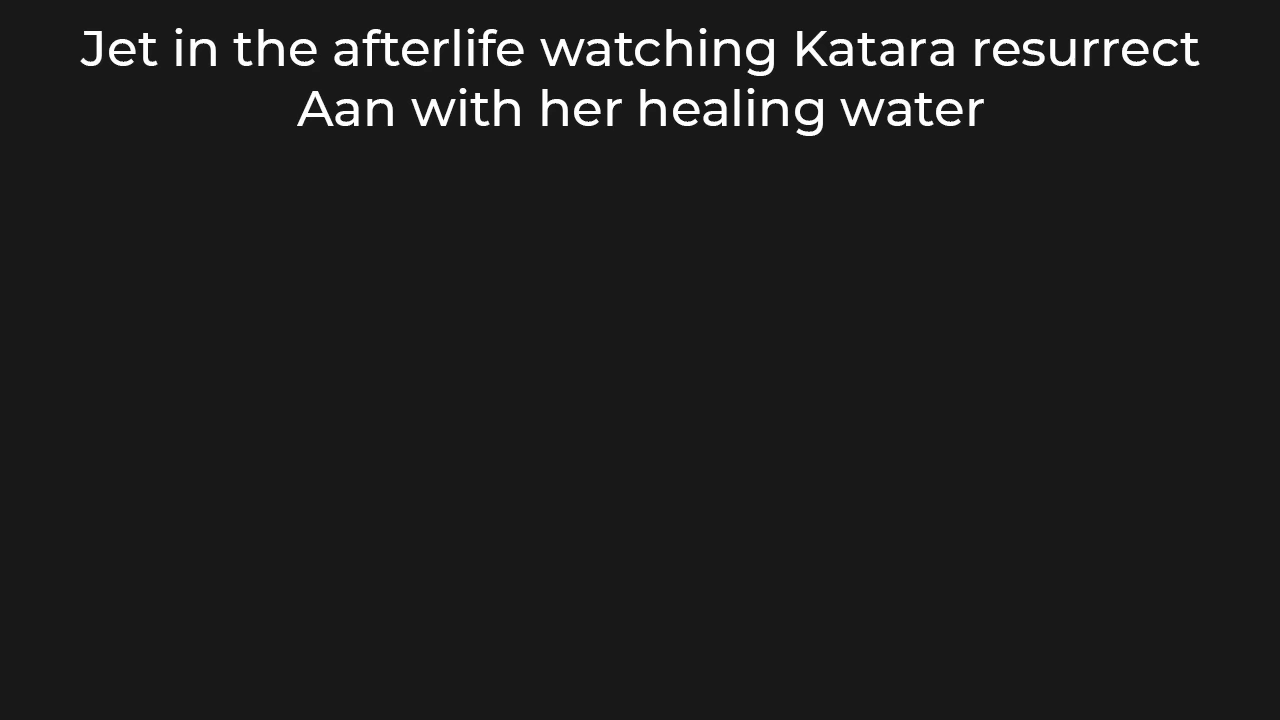 Jet in the afterlife watching Katara resurrect
Aan with her healing water